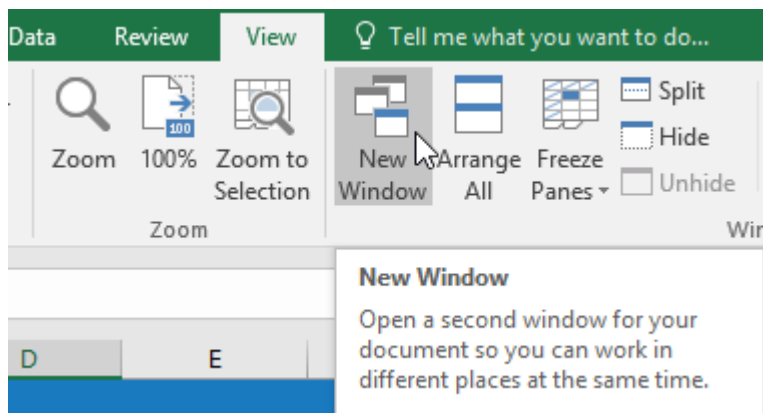 Data Review View Tell me what you want to do...
Split
Hide
Unhide
100
Zoom 100% Zoom to
Selection
New
Window
Arrange
All
Freeze
Panes
Zoom
New Window
Open a second window for your
document so you can work in
different places at the same time.
D E